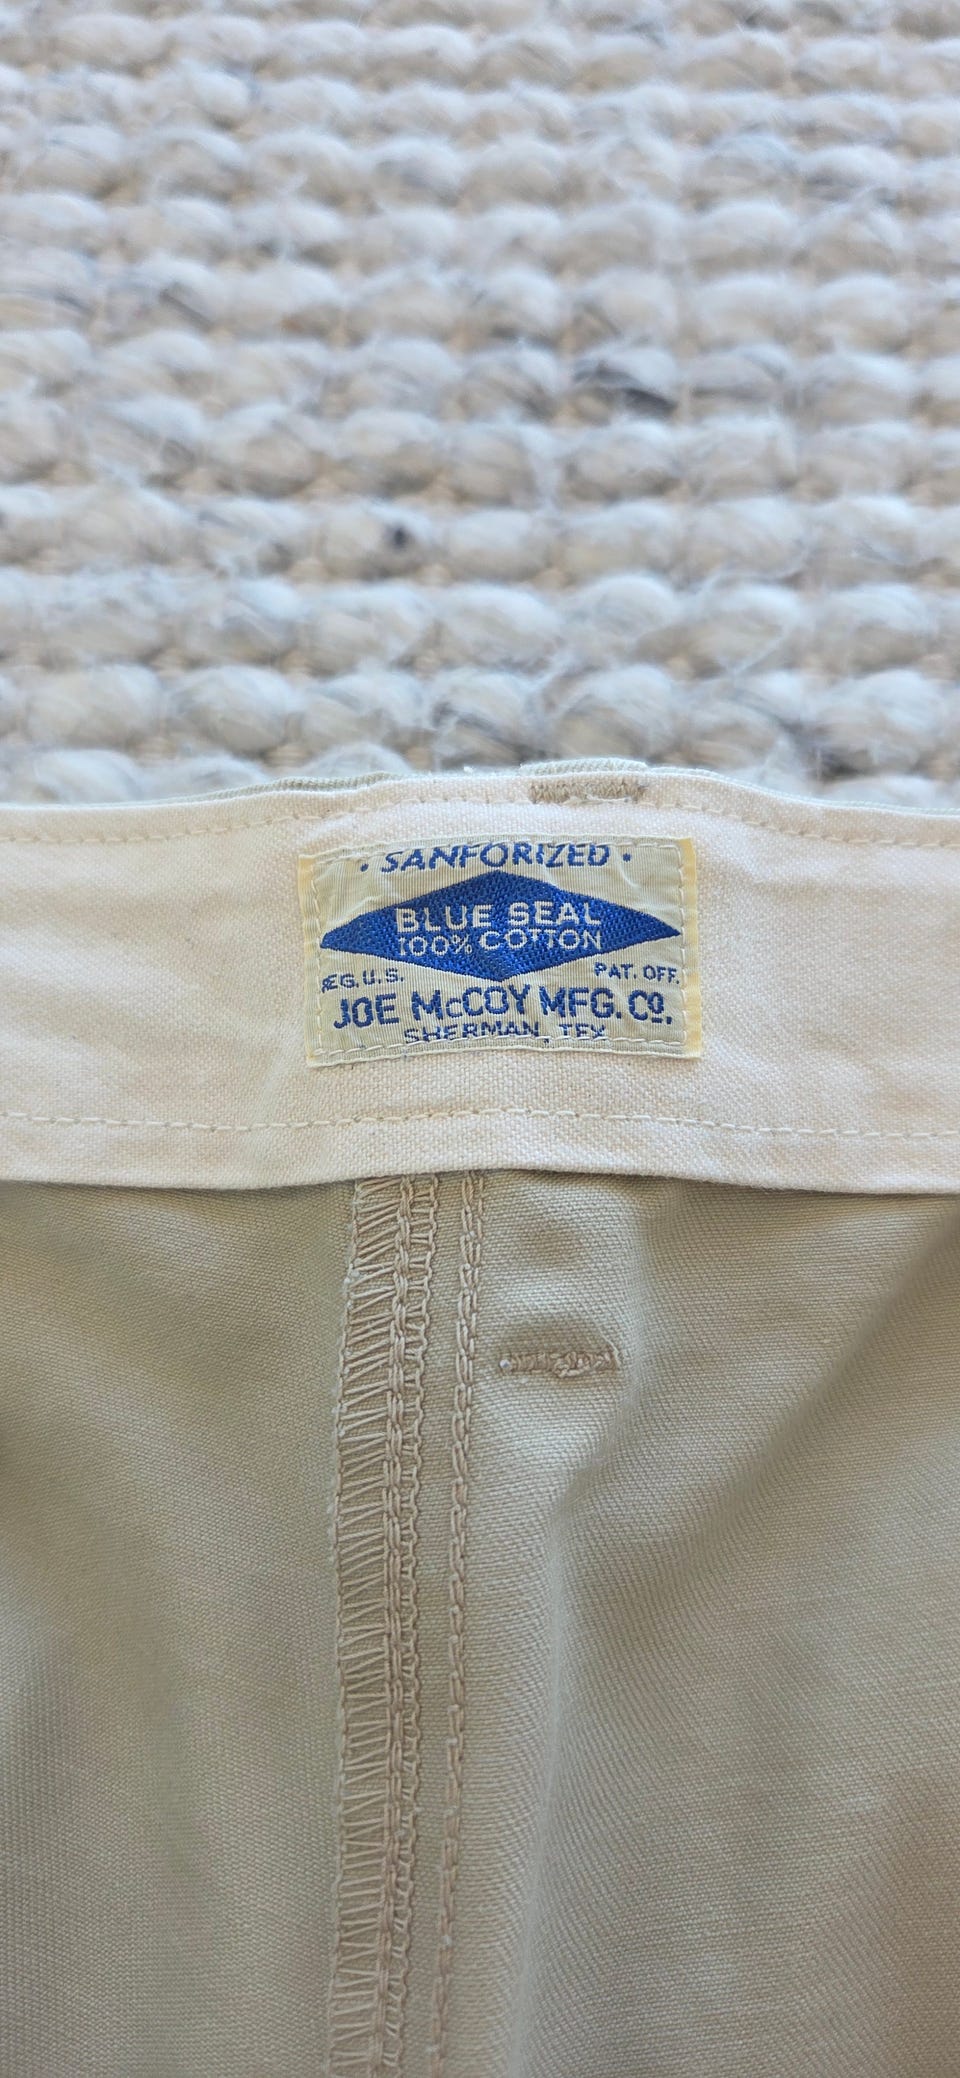 • SANFORIZED •
BLUE SEAL
100% COTTON
REG. U.S. PAT. OFF.
JOE McCOY MFG. Co.
SHERMAN, TEX